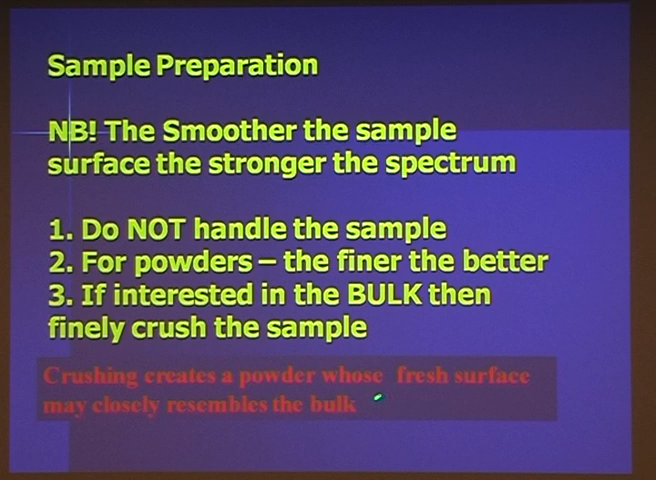 Sample Preparation
NB! The Smoother the sample
surface the stronger the spectrum
1. Do NOT handle the sample
2. For powders – the finer the better
3. If interested in the BULK then
finely crush the sample
Crushing creates a powder whose fresh surface
may closely resembles the bulk